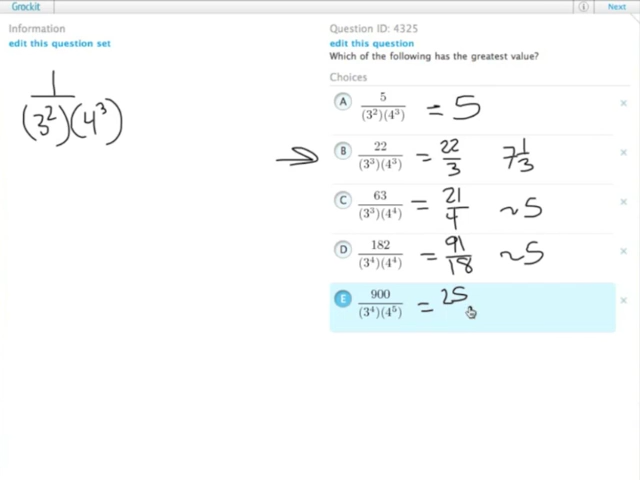 Grockit
Next
Information
edit this question set
1
(3²)(4³)
Question ID: 4325
edit this question
Which of the following has the greatest value?
Choices
A 5/(3²)(4³) = 5
B 22/(3³)(4³) = 22/3 7 1/3
C 63/(3³)(4⁴) = 21/4 ~5
D 182/(3⁴)(4⁴) = 91/18 ~5
E 900/(3⁴)(4⁵) = 25